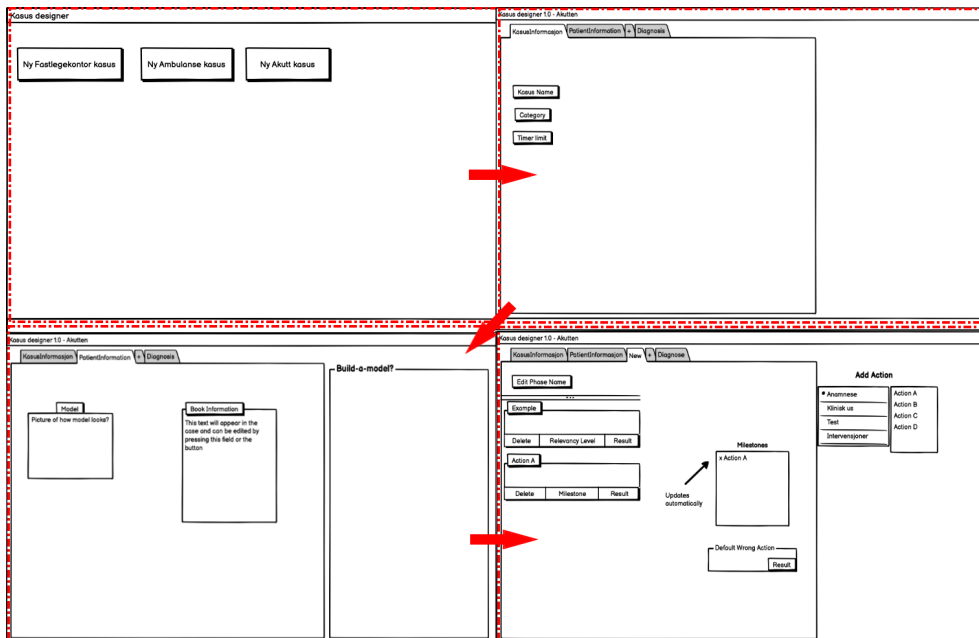 Kasus designer
Ny Fastlegekontor kasus
Ny Ambulanse kasus
Ny Akutt kasus
Kasus designer 1.0 - Akutten
KasusInformasjon
PatientInformation
+
Diagnosis
Kasus Name
Category
Timer limit
Kasus designer 1.0 - Akutten
KasusInformasjon
PatientInformation
+
Diagnosis
Model
Picture of how model looks?
Book Information
This text will appear in the
case and can be edited by
pressing this field or the
button
Build-a-model?
Kasus designer 1.0 - Akutten
KasusInformasjon
PatientInformasjon
New
+
Diagnose
Edit Phase Name
Example
Delete
Relevancy Level
Result
Action A
Delete
Milestone
Result
Updates
automatically
Milestones
x Action A
Default Wrong Action
Result
Add Action
Anamnese
Klinisk us
Test
Intervensjoner
Action A
Action B
Action C
Action D